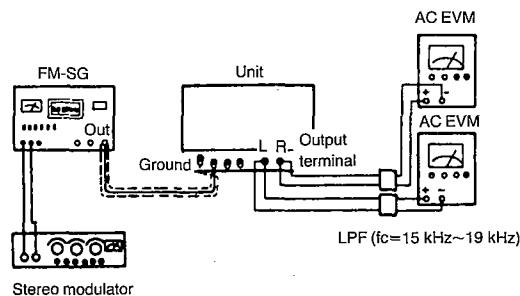 AC EVM
FM-SG
Unit
Out
L R
Output
terminal
Ground
AC EVM
+ -
+ -
LPF (fc=15 kHz~19 kHz)
Stereo modulator